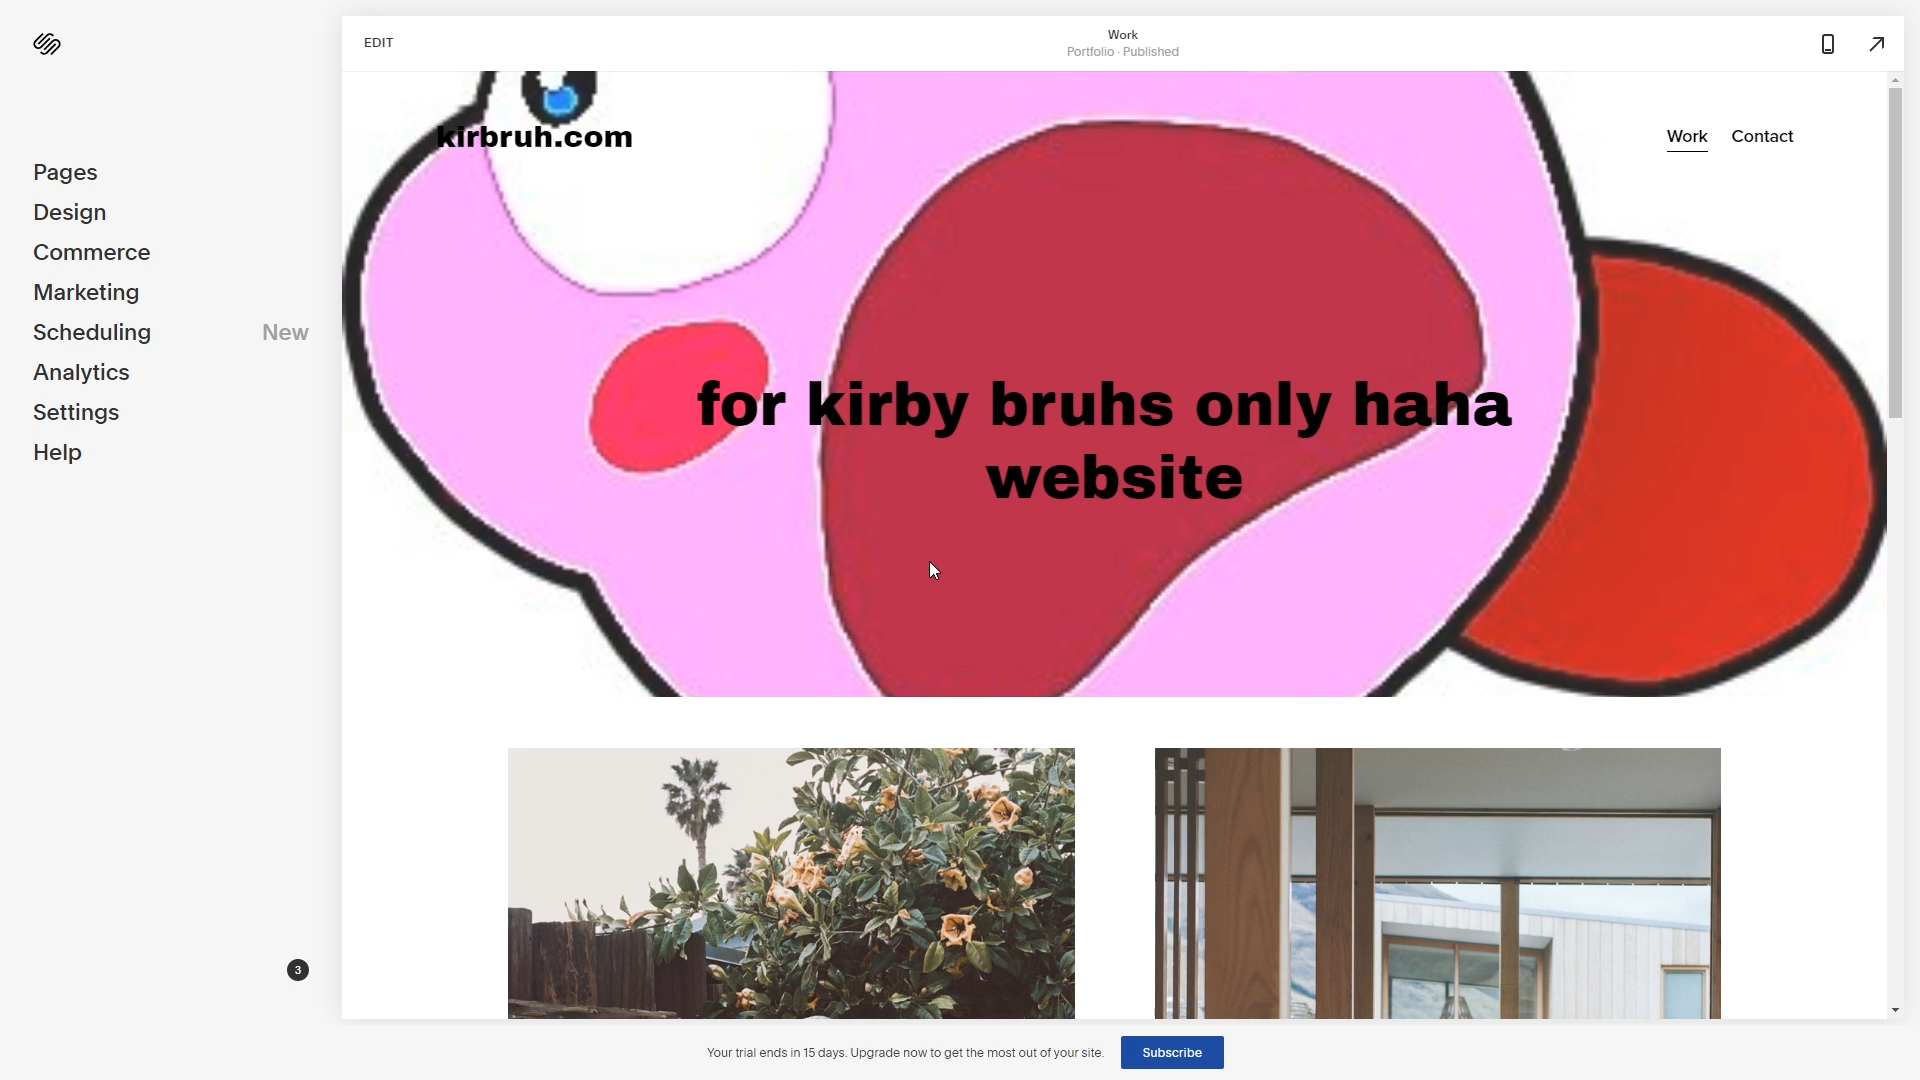 EDIT
Work
Portfolio · Published
kirbruh.com
Work
Contact
Pages
Design
Commerce
Marketing
Scheduling New
Analytics
Settings
Help
for kirby bruhs only haha
website
3
Your trial ends in 15 days. Upgrade now to get the most out of your site.
Subscribe